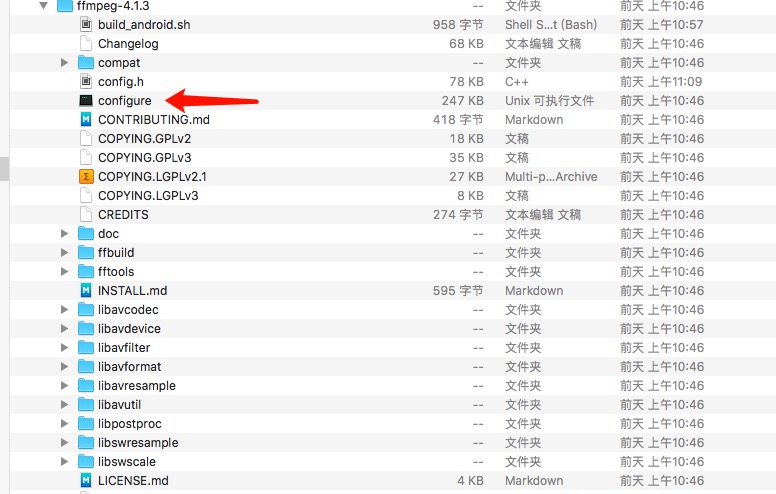 ffmpeg-4.1.3 -- 文件夹 前天 上午10:46
build_android.sh 958 字节 Shell S...t (Bash) 前天 上午10:57
Changelog 68 KB 文本编辑 文稿 前天 上午10:46
compat -- 文件夹 前天 上午10:46
config.h 78 KB C++ 前天 上午11:09
configure 247 KB Unix 可执行文件 前天 上午10:46
CONTRIBUTING.md 418 字节 Markdown 前天 上午10:46
COPYING.GPLv2 18 KB 文稿 前天 上午10:46
COPYING.GPLv3 35 KB 文稿 前天 上午10:46
COPYING.LGPLv2.1 27 KB Multi-p...Archive 前天 上午10:46
COPYING.LGPLv3 8 KB 文稿 前天 上午10:46
CREDITS 274 字节 文本编辑 文稿 前天 上午10:46
doc -- 文件夹 前天 上午10:46
ffbuild -- 文件夹 前天 上午10:46
fftools -- 文件夹 前天 上午10:46
INSTALL.md 595 字节 Markdown 前天 上午10:46
libavcodec -- 文件夹 前天 上午10:46
libavdevice -- 文件夹 前天 上午10:46
libavfilter -- 文件夹 前天 上午10:46
libavformat -- 文件夹 前天 上午10:46
libavresample -- 文件夹 前天 上午10:46
libavutil -- 文件夹 前天 上午10:46
libpostproc -- 文件夹 前天 上午10:46
libswresample -- 文件夹 前天 上午10:46
libswscale -- 文件夹 前天 上午10:46
LICENSE.md 4 KB Markdown 前天 上午10:46